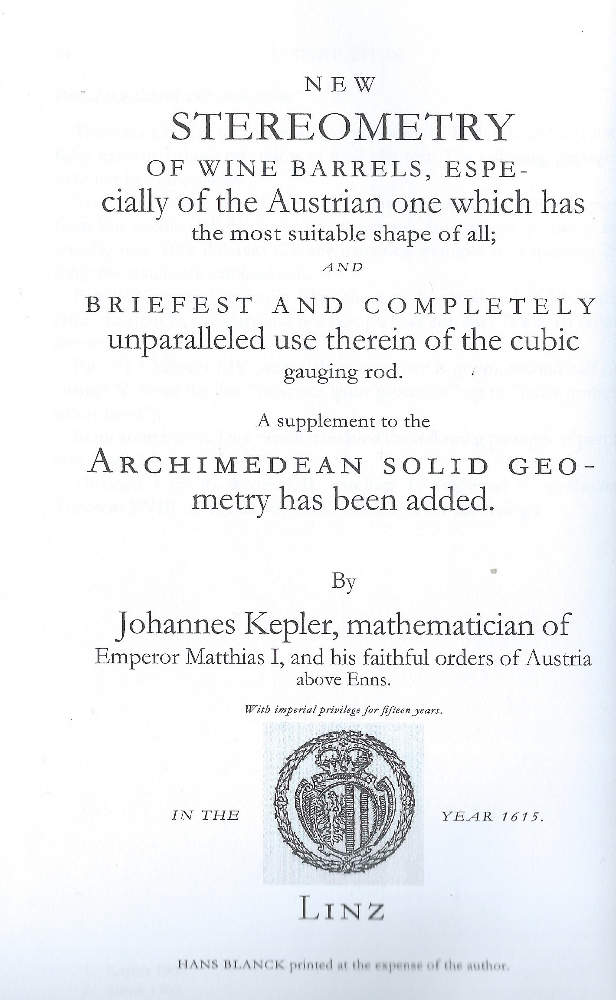 NEW
STEREOMETRY
OF WINE BARRELS, ESPE-
cially of the Austrian one which has
the most suitable shape of all;
AND
BRIEFEST AND COMPLETELY
unparalleled use therein of the cubic
gauging rod.
A supplement to the
ARCHIMEDEAN SOLID GEO-
metry has been added.
By
Johannes Kepler, mathematician of
Emperor Matthias I, and his faithful orders of Austria
above Enns.
With imperial privilege for fifteen years.
IN THE YEAR 1615.
LINZ
HANS BLANCK printed at the expense of the author.